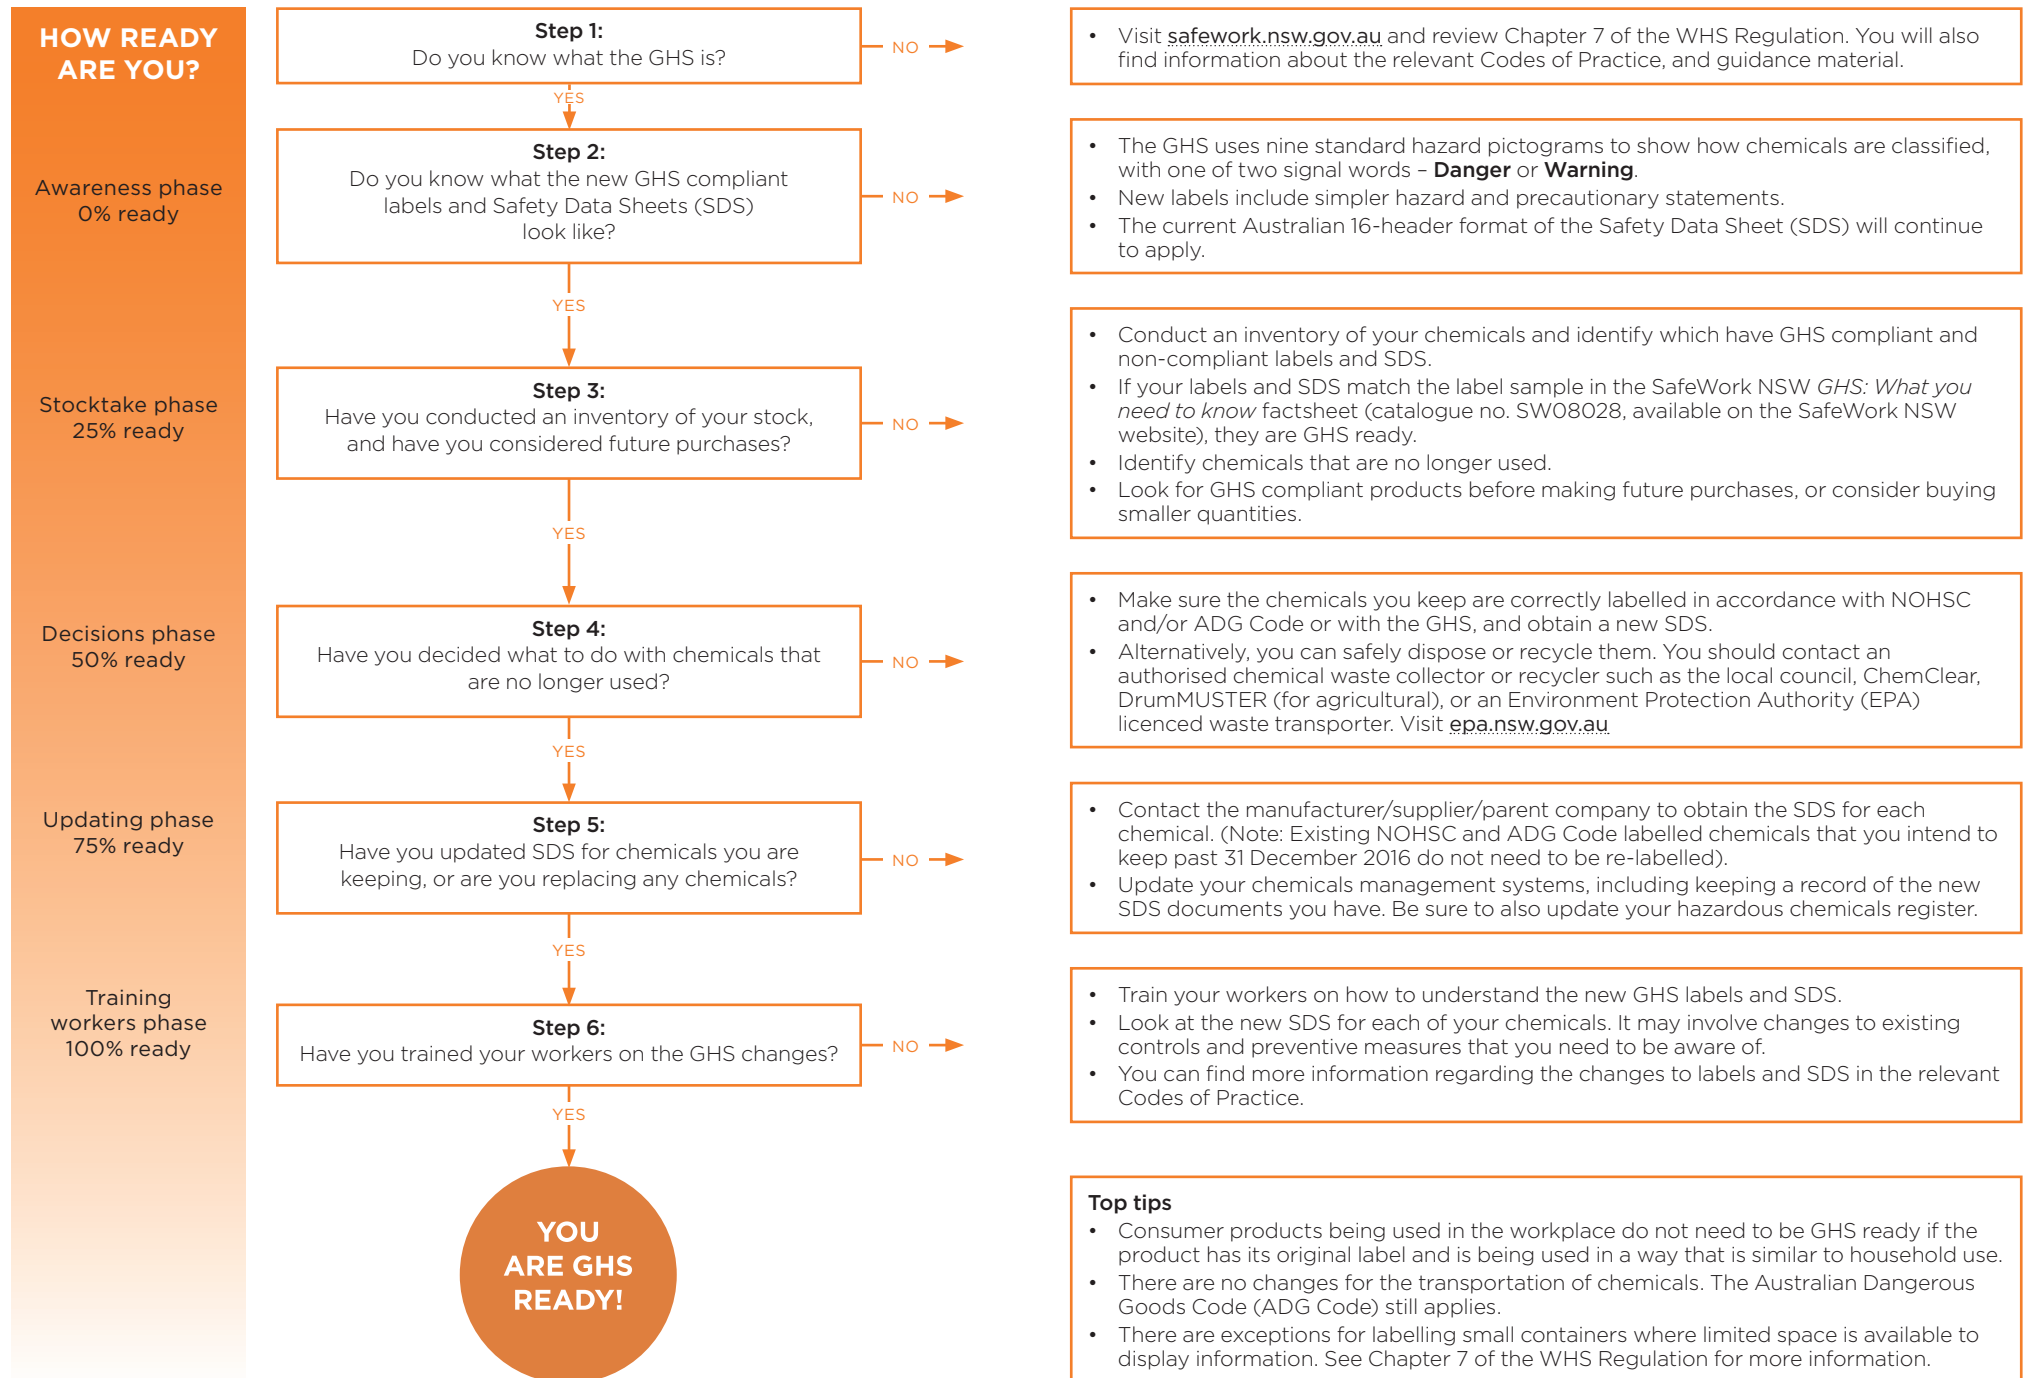 HOW READY
ARE YOU?
Awareness phase
0% ready
Stocktake phase
25% ready
Decisions phase
50% ready
Updating phase
75% ready
Training
workers phase
100% ready
Step 1:
Do you know what the GHS is?
NO
YES
• Visit safework.nsw.gov.au and review Chapter 7 of the WHS Regulation. You will also
find information about the relevant Codes of Practice, and guidance material.
Step 2:
Do you know what the new GHS compliant
labels and Safety Data Sheets (SDS)
look like?
NO
YES
• The GHS uses nine standard hazard pictograms to show how chemicals are classified,
with one of two signal words – Danger or Warning.
• New labels include simpler hazard and precautionary statements.
• The current Australian 16-header format of the Safety Data Sheet (SDS) will continue
to apply.
Step 3:
Have you conducted an inventory of your stock,
and have you considered future purchases?
NO
YES
• Conduct an inventory of your chemicals and identify which have GHS compliant and
non-compliant labels and SDS.
• If your labels and SDS match the label sample in the SafeWork NSW GHS: What you
need to know factsheet (catalogue no. SW08028, available on the SafeWork NSW
website), they are GHS ready.
• Identify chemicals that are no longer used.
• Look for GHS compliant products before making future purchases, or consider buying
smaller quantities.
Step 4:
Have you decided what to do with chemicals that
are no longer used?
NO
YES
• Make sure the chemicals you keep are correctly labelled in accordance with NOHSC
and/or ADG Code or with the GHS, and obtain a new SDS.
• Alternatively, you can safely dispose or recycle them. You should contact an
authorised chemical waste collector or recycler such as the local council, ChemClear,
DrumMUSTER (for agricultural), or an Environment Protection Authority (EPA)
licenced waste transporter. Visit epa.nsw.gov.au
Step 5:
Have you updated SDS for chemicals you are
keeping, or are you replacing any chemicals?
NO
YES
• Contact the manufacturer/supplier/parent company to obtain the SDS for each
chemical. (Note: Existing NOHSC and ADG Code labelled chemicals that you intend to
keep past 31 December 2016 do not need to be re-labelled).
• Update your chemicals management systems, including keeping a record of the new
SDS documents you have. Be sure to also update your hazardous chemicals register.
Step 6:
Have you trained your workers on the GHS changes?
NO
YES
• Train your workers on how to understand the new GHS labels and SDS.
• Look at the new SDS for each of your chemicals. It may involve changes to existing
controls and preventive measures that you need to be aware of.
• You can find more information regarding the changes to labels and SDS in the relevant
Codes of Practice.
YOU
ARE GHS
READY!
Top tips
• Consumer products being used in the workplace do not need to be GHS ready if the
product has its original label and is being used in a way that is similar to household use.
• There are no changes for the transportation of chemicals. The Australian Dangerous
Goods Code (ADG Code) still applies.
• There are exceptions for labelling small containers where limited space is available to
display information. See Chapter 7 of the WHS Regulation for more information.